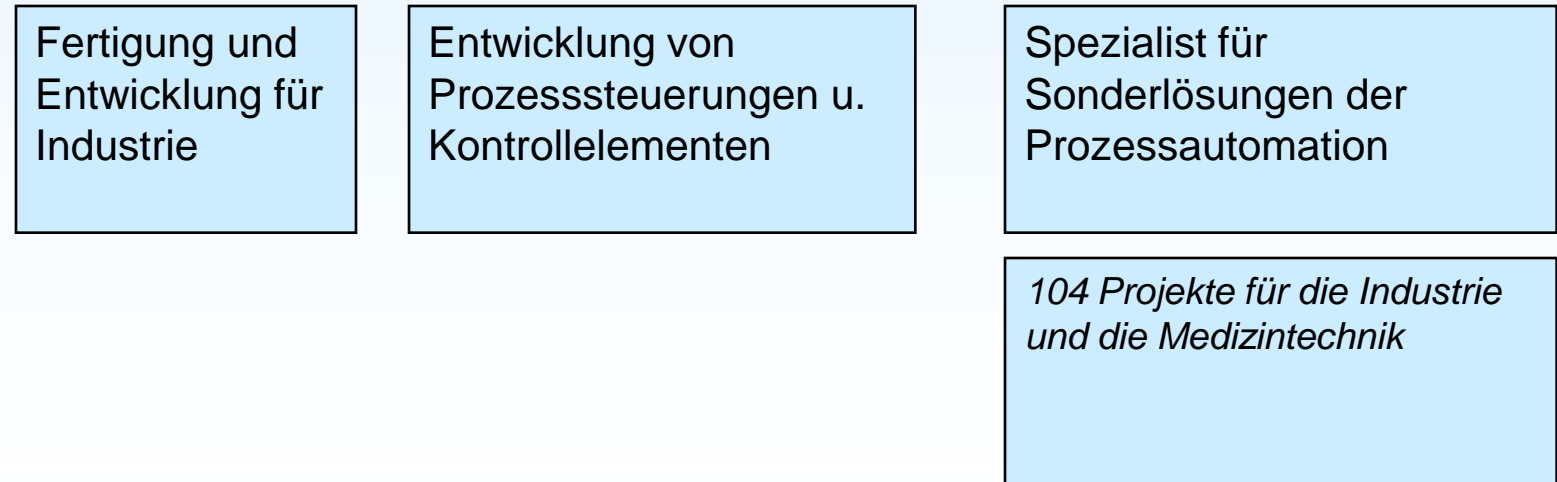 Fertigung und
Entwicklung für
Industrie
Entwicklung von
Prozesssteuerungen u.
Kontrollelementen
Spezialist für
Sonderlösungen der
Prozessautomation
104 Projekte für die Industrie
und die Medizintechnik